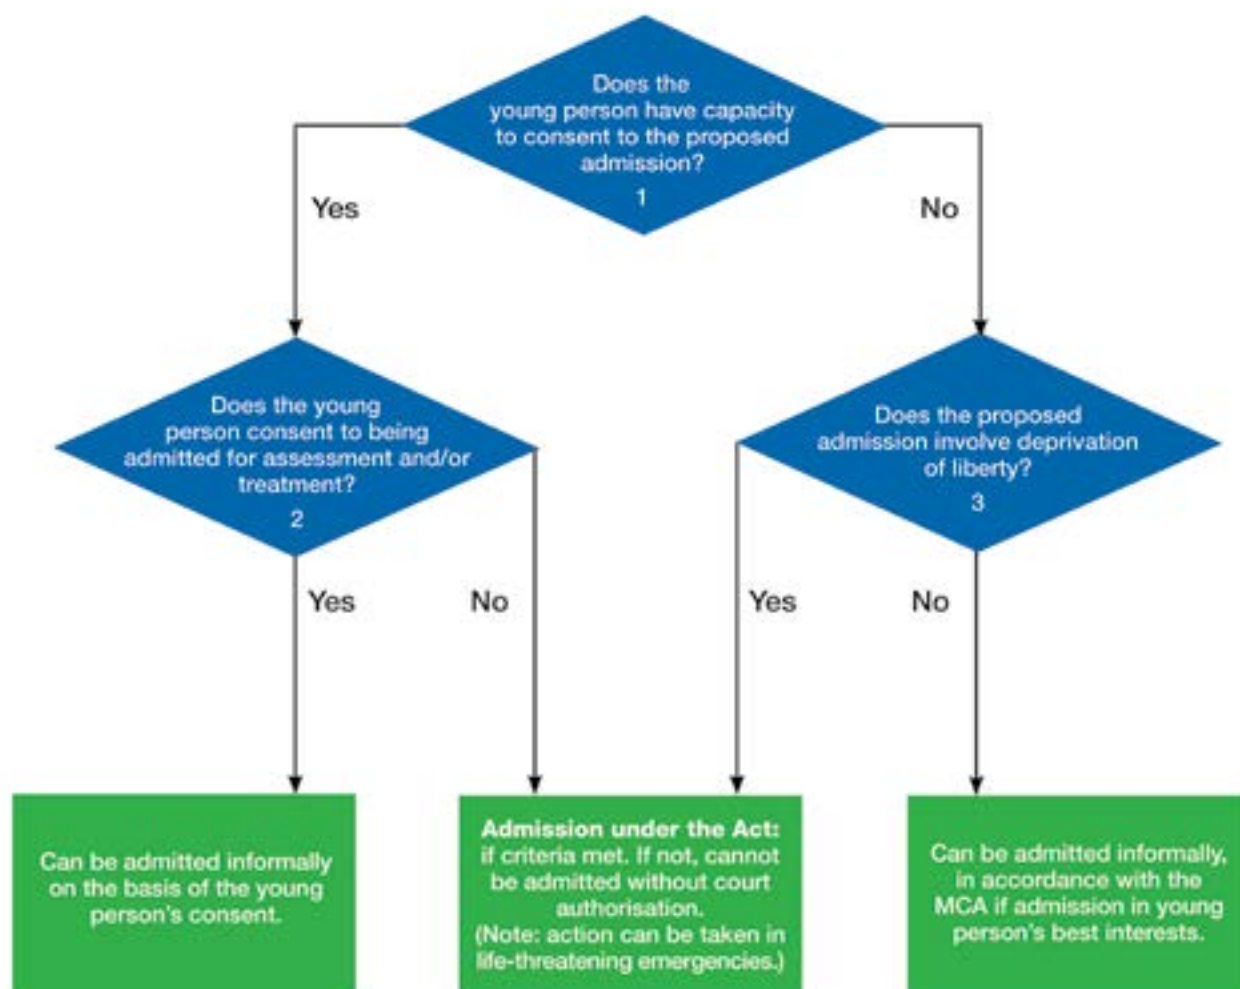 Does the
young person have capacity
to consent to the proposed
admission?
1
Yes
No
Does the young
person consent to being
admitted for assessment and/or
treatment?
2
Does the proposed
admission involve deprivation
of liberty?
3
Yes
No
Yes
No
Can be admitted informally
on the basis of the young
person's consent.
Admission under the Act:
if criteria met. If not, cannot
be admitted without court
authorisation.
(Note: action can be taken in
life-threatening emergencies.)
Can be admitted informally,
in accordance with the
MCA if admission in young
person's best interests.